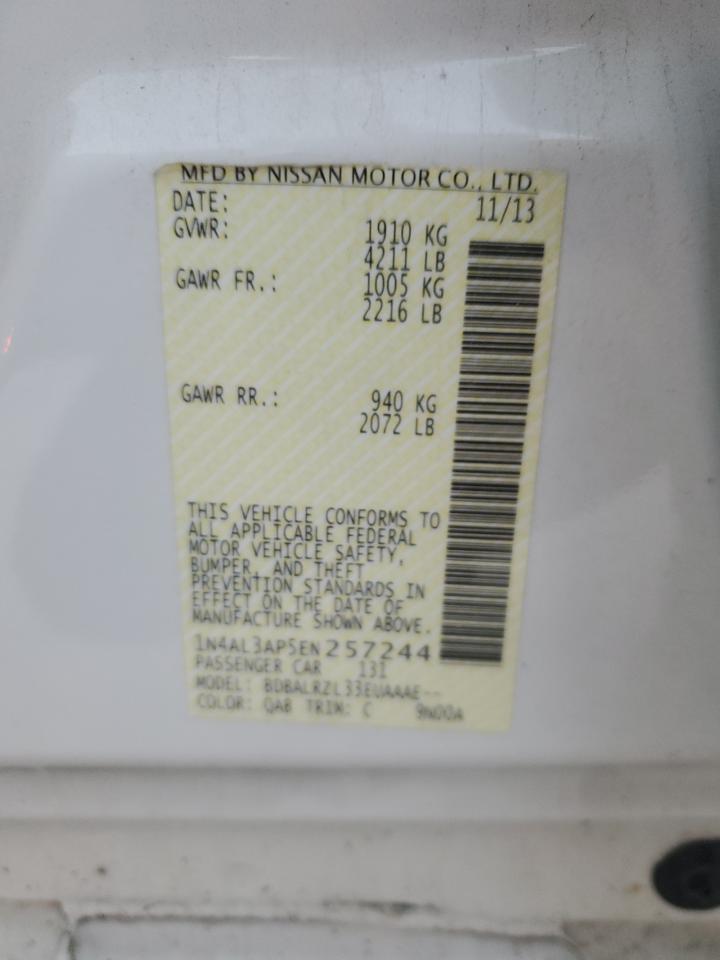 MFD BY NISSAN MOTOR CO., LTD.
DATE: 11/13
GVWR: 1910 KG
4211 LB
GAWR FR.: 1005 KG
2216 LB
GAWR RR.: 940 KG
2072 LB
THIS VEHICLE CONFORMS TO
ALL APPLICABLE FEDERAL
MOTOR VEHICLE SAFETY,
BUMPER, AND THEFT
PREVENTION STANDARDS IN
EFFECT ON THE DATE OF
MANUFACTURE SHOWN ABOVE.
1N4AL3AP5EN257244
PASSENGER CAR 131
MODEL: BDBALRZL33EUAAAE--
COLOR: QAB TRIM: C